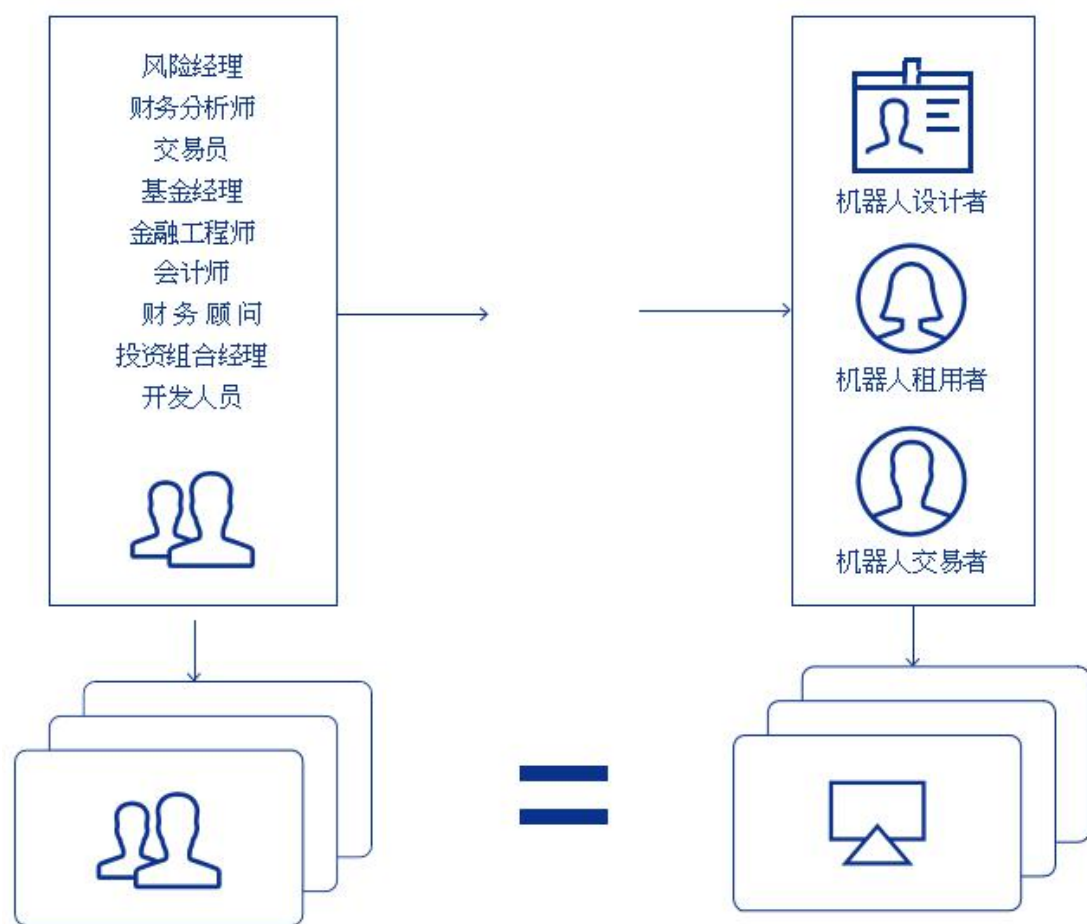 风险经理
财务分析师
交易员
基金经理
金融工程师
会计师
财务顾问
投资组合经理
开发人员
机器人设计者
机器人租用者
机器人交易者